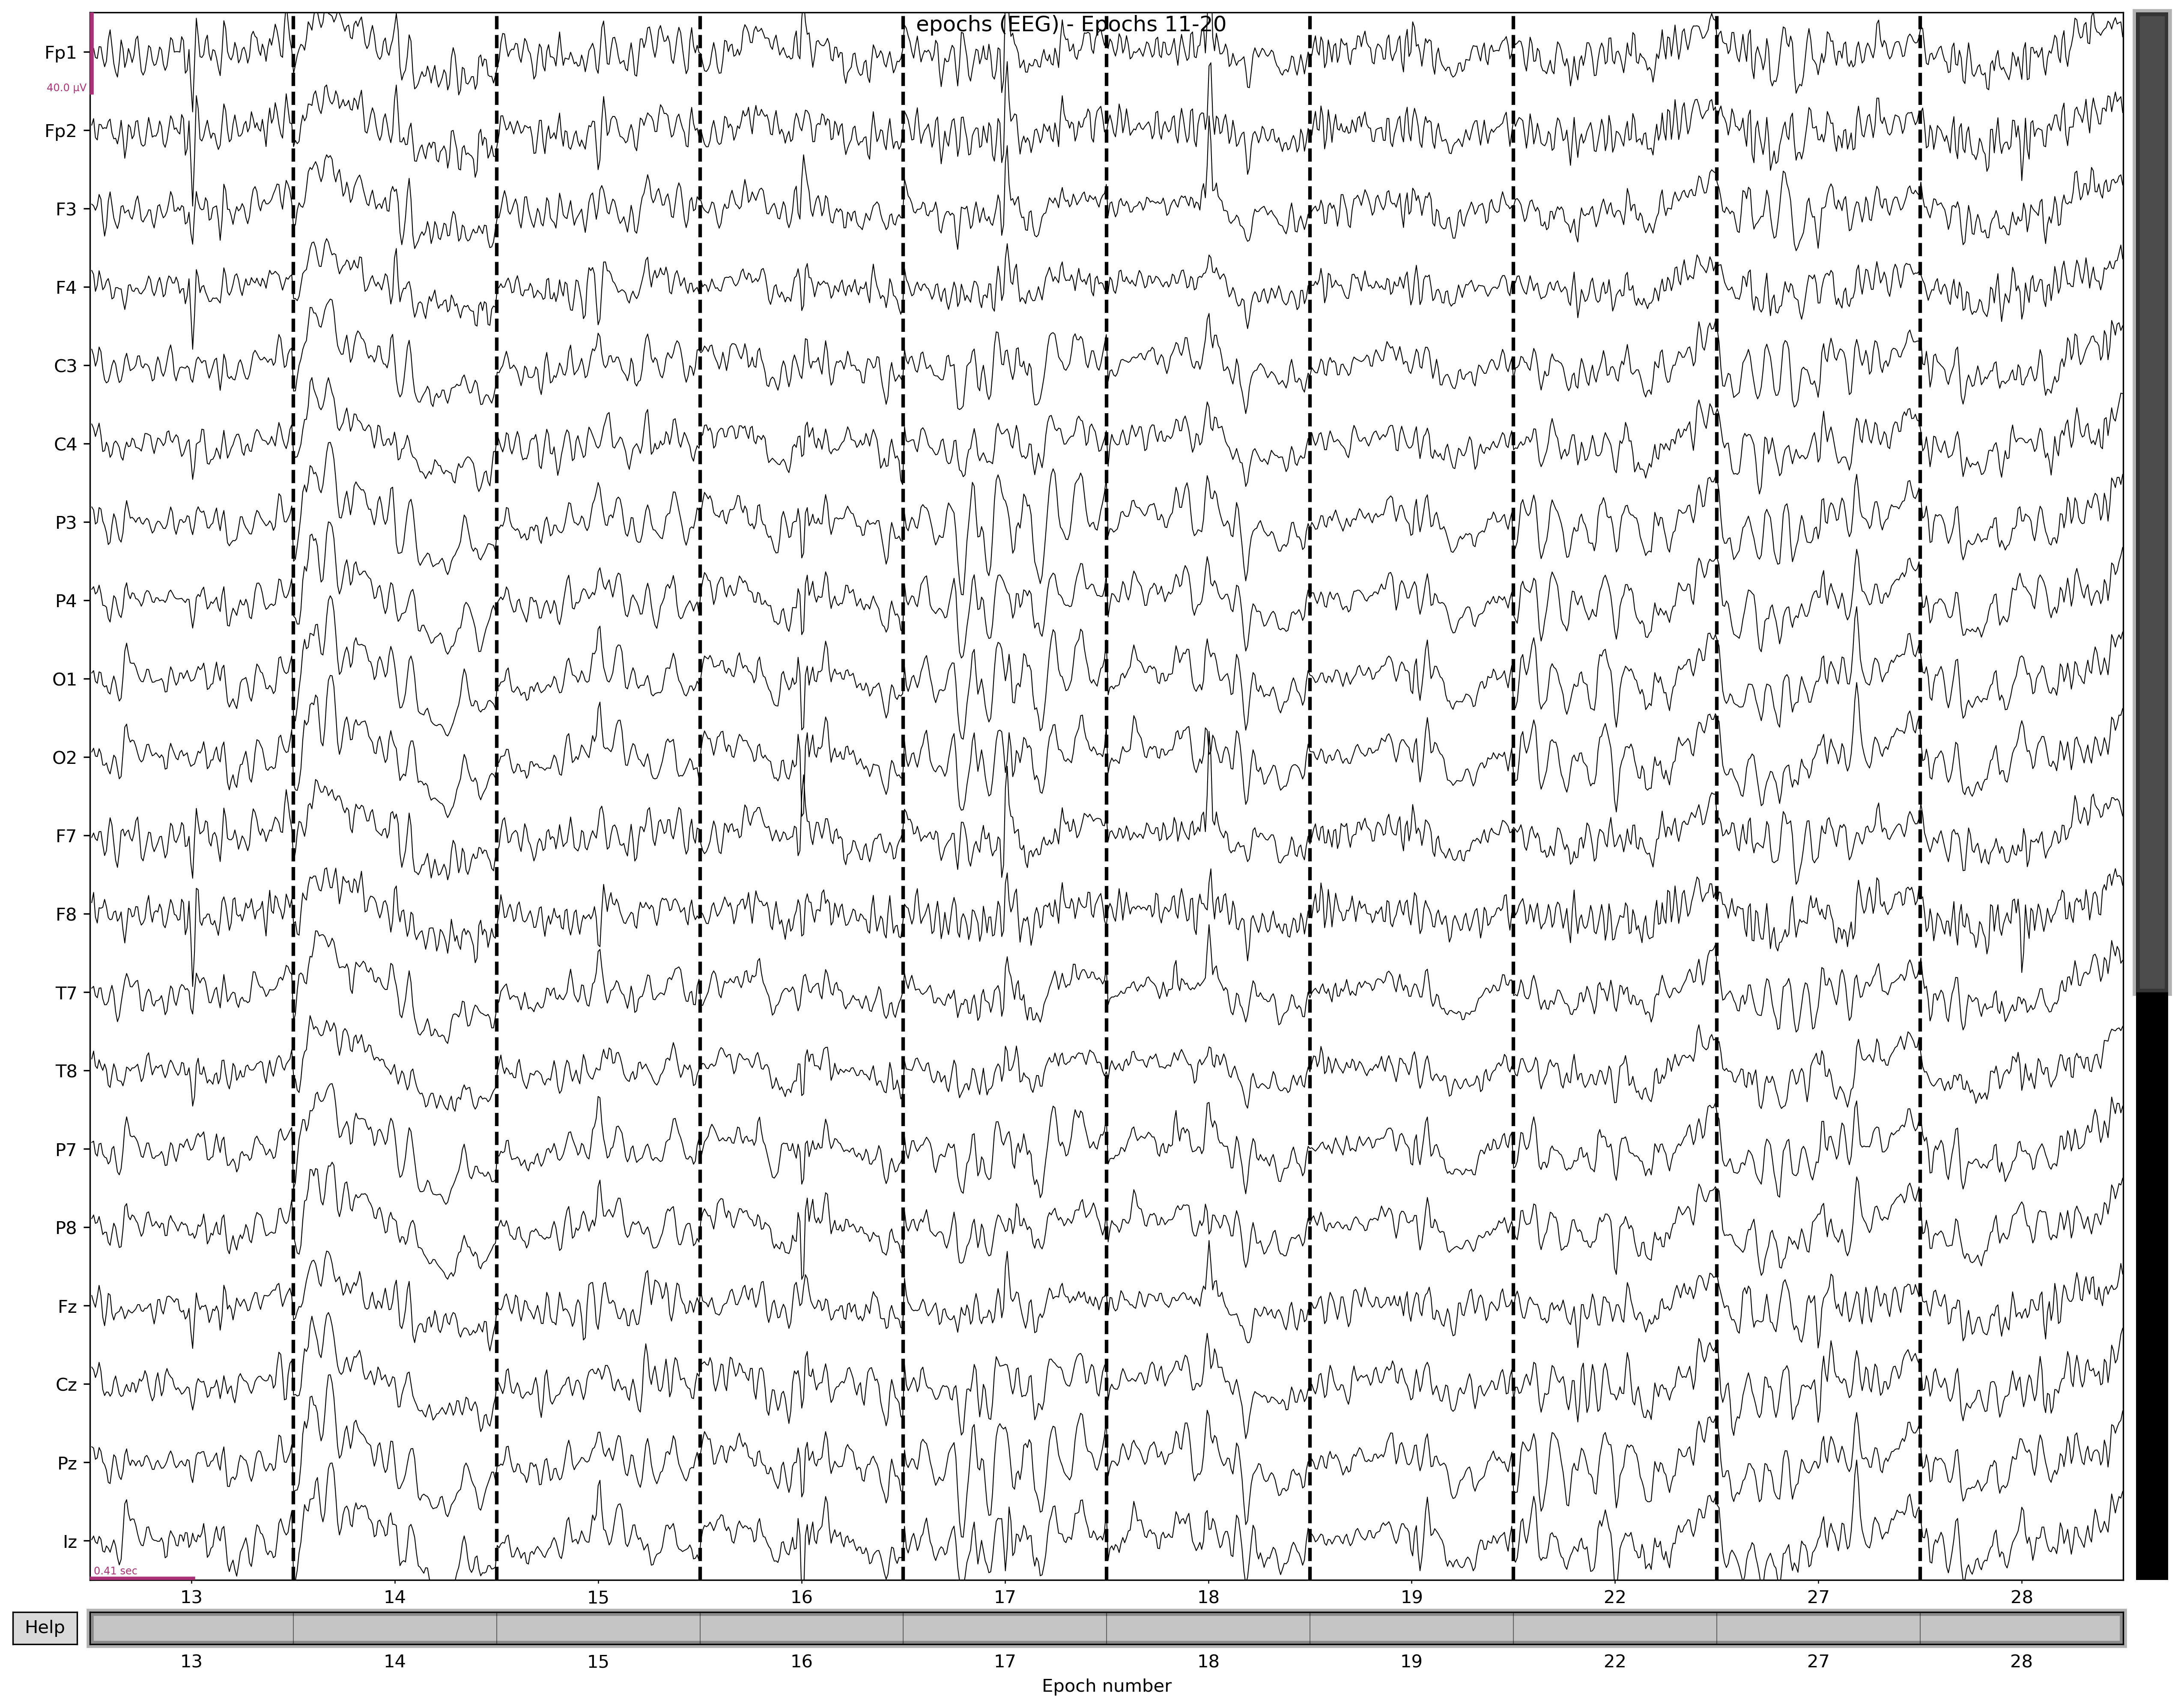 epochs (EEG) - Epochs 11-20
Fp1
40.0 µV
Fp2
F3
F4
C3
C4
P3
P4
O1
O2
F7
F8
T7
T8
P7
P8
Fz
Cz
Pz
Iz
0.41 sec
13 14 15 16 17 18 19 22 27 28
Help
13 14 15 16 17 18 19 22 27 28
Epoch number